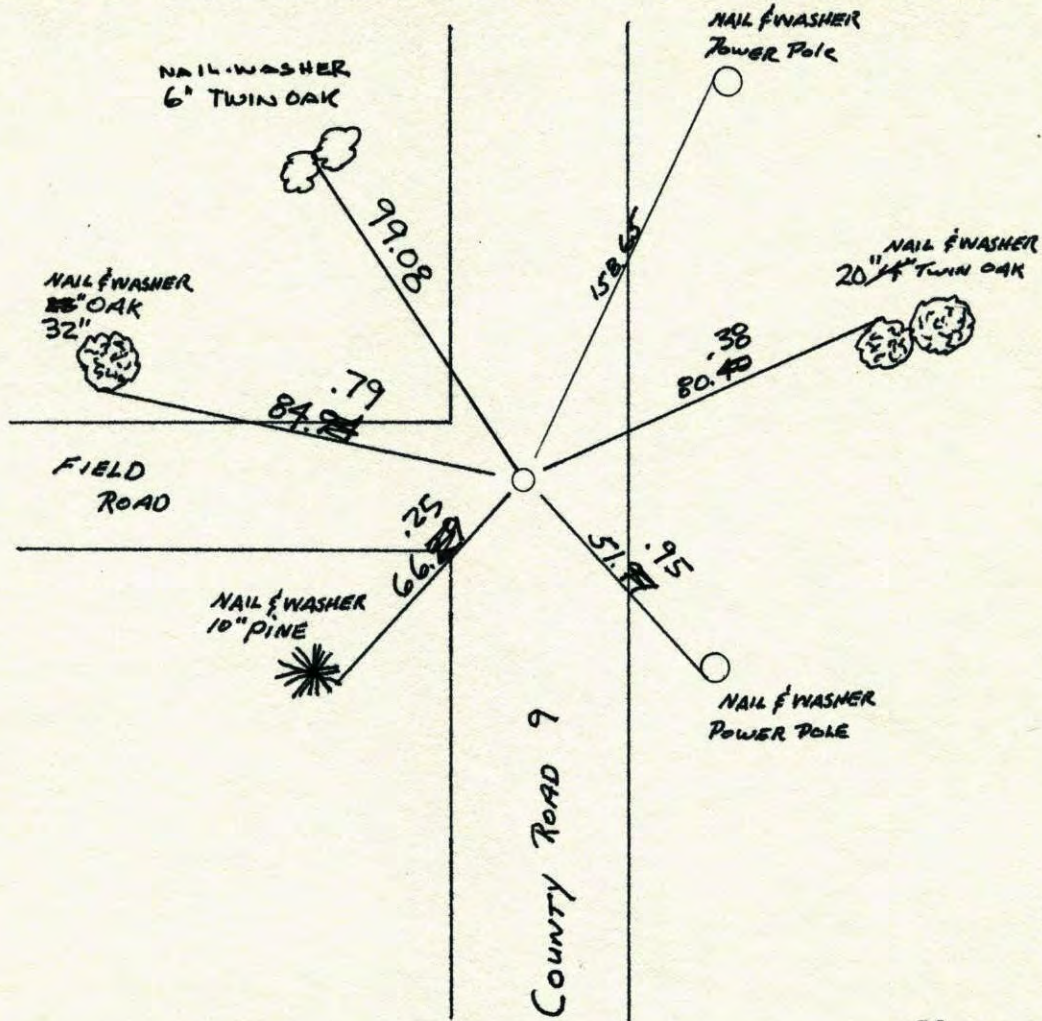 NAIL & WASHER
Power Pole
NAIL-WASHER
6" TWIN OAK
99.08
158.65
NAIL & WASHER
20" TWIN OAK
NAIL & WASHER
OAK
32"
.38
80.40
.79
84.
FIELD
ROAD
.25
66.
.95
51.
NAIL & WASHER
10" PINE
NAIL & WASHER
POWER POLE
COUNTY ROAD 9